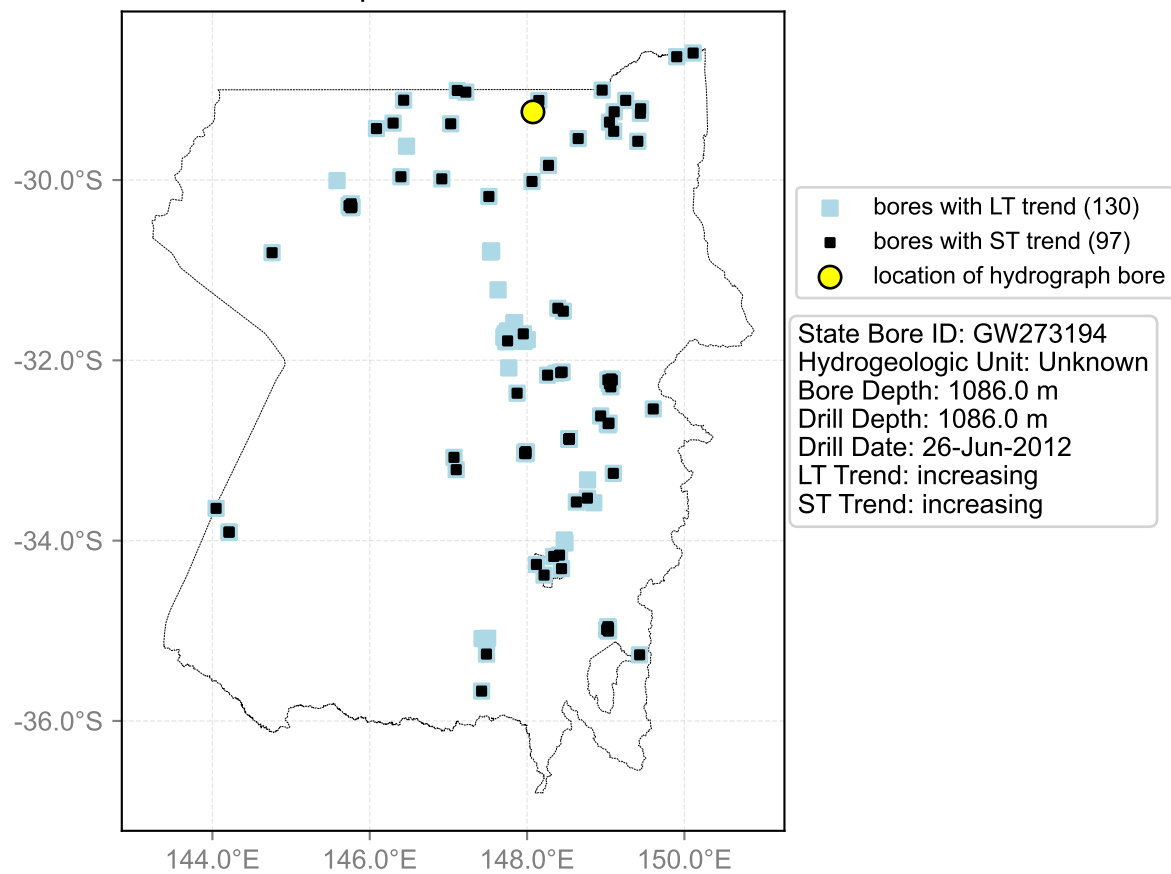 -30.0°S
-32.0°S
-34.0°S
-36.0°S
144.0°E
146.0°E
148.0°E
150.0°E
bores with LT trend (130)
bores with ST trend (97)
location of hydrograph bore
State Bore ID: GW273194
Hydrogeologic Unit: Unknown
Bore Depth: 1086.0 m
Drill Depth: 1086.0 m
Drill Date: 26-Jun-2012
LT Trend: increasing
ST Trend: increasing